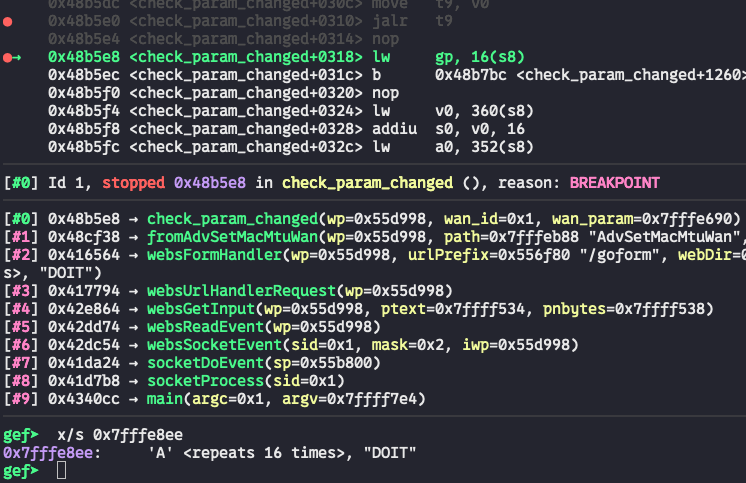 0x48b5dc <check_param_changed+030c> move t9, v0
0x48b5e0 <check_param_changed+0310> jalr t9
0x48b5e4 <check_param_changed+0314> nop
→ 0x48b5e8 <check_param_changed+0318> lw gp, 16(s8)
0x48b5ec <check_param_changed+031c> b 0x48b7bc <check_param_changed+1260>
0x48b5f0 <check_param_changed+0320> nop
0x48b5f4 <check_param_changed+0324> lw v0, 360(s8)
0x48b5f8 <check_param_changed+0328> addiu s0, v0, 16
0x48b5fc <check_param_changed+032c> lw a0, 352(s8)
[#0] Id 1, stopped 0x48b5e8 in check_param_changed (), reason: BREAKPOINT
[#0] 0x48b5e8 → check_param_changed(wp=0x55d998, wan_id=0x1, wan_param=0x7fffe690)
[#1] 0x48cf38 → fromAdvSetMacMtuWan(wp=0x55d998, path=0x7fffeb88 "AdvSetMacMtuWan",
[#2] 0x416564 → websFormHandler(wp=0x55d998, urlPrefix=0x556f80 "/goform", webDir=0
s>, "DOIT")
[#3] 0x417794 → websUrlHandlerRequest(wp=0x55d998)
[#4] 0x42e864 → websGetInput(wp=0x55d998, ptext=0x7ffff534, pnbytes=0x7ffff538)
[#5] 0x42dd74 → websReadEvent(wp=0x55d998)
[#6] 0x42dc54 → websSocketEvent(sid=0x1, mask=0x2, iwp=0x55d998)
[#7] 0x41da24 → socketDoEvent(sp=0x55b800)
[#8] 0x41d7b8 → socketProcess(sid=0x1)
[#9] 0x4340cc → main(argc=0x1, argv=0x7ffff7e4)
gef➤ x/s 0x7fffe8ee
0x7fffe8ee: 'A' <repeats 16 times>, "DOIT"
gef➤